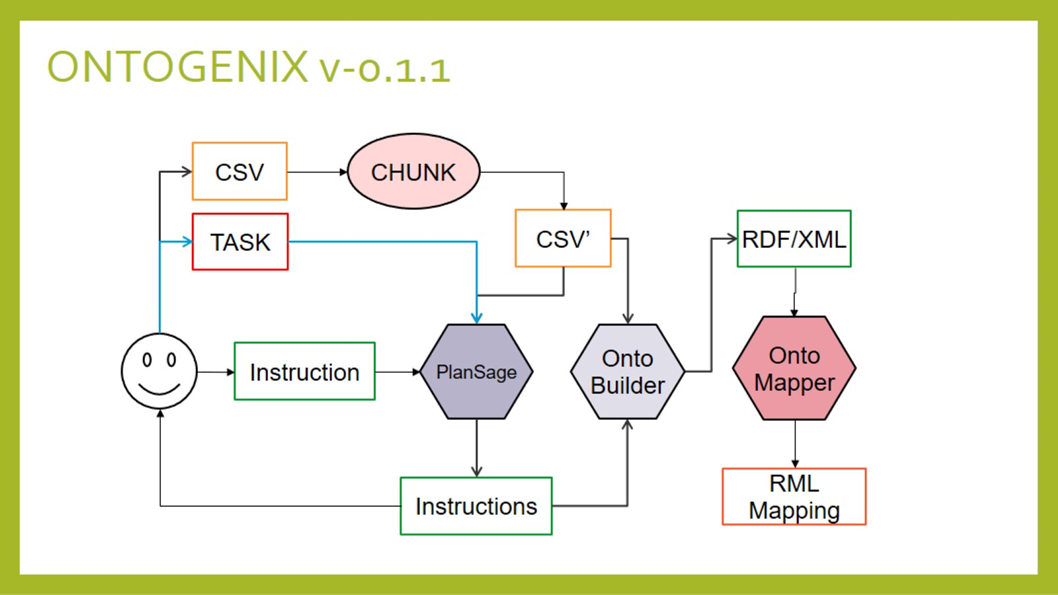 ONTOGENIX v-0.1.1
CSV
CHUNK
TASK
CSV’
RDF/XML
Instruction
PlanSage
Onto
Builder
Onto
Mapper
Instructions
RML
Mapping